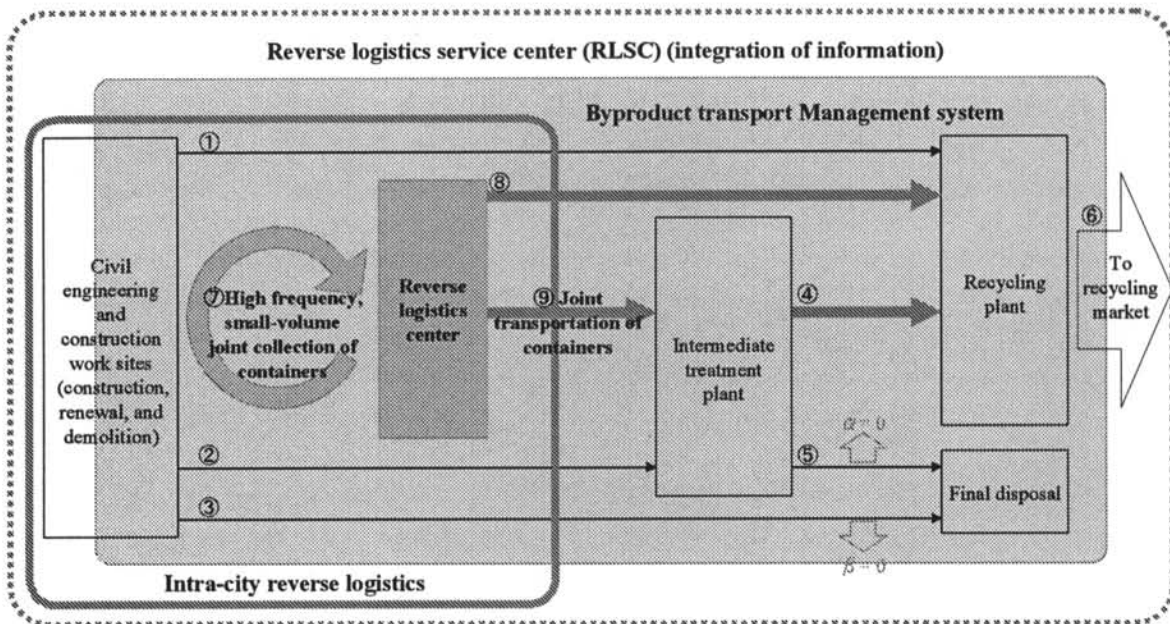 Reverse logistics service center (RLSC) (integration of information)
Byproduct transport Management system
①
⑧
⑥
Civil
engineering
and
construction
work sites
(construction,
renewal, and
demolition)
⑦High frequency,
small-volume
joint collection of
containers
Reverse
logistics
center
⑨ Joint
transportation of
containers
④
Intermediate
treatment
plant
Recycling
plant
To
recycling
market
α = 0
②
⑤
③
Final disposal
β = 0
Intra-city reverse logistics